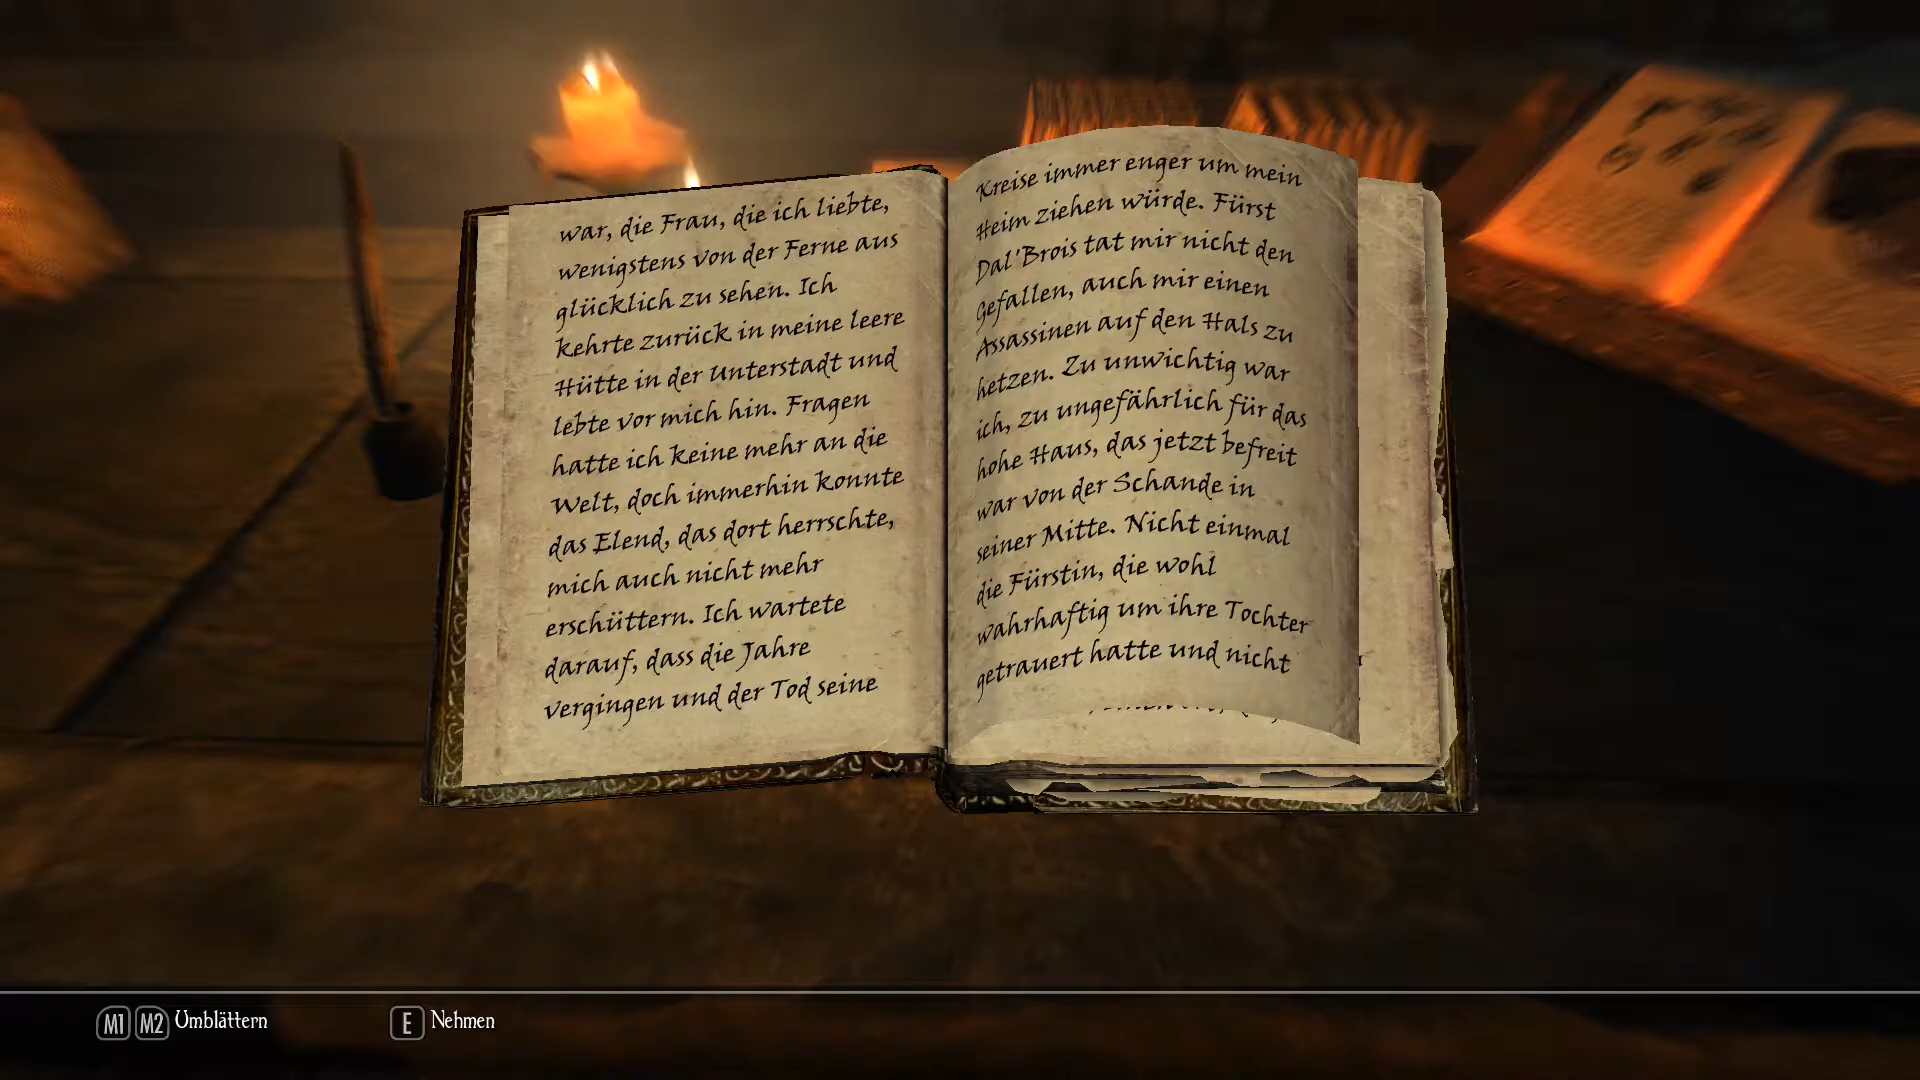 war, die Frau, die ich liebte,
wenigstens von der Ferne aus
glücklich zu sehen. Ich
kehrte zurück in meine leere
Hütte in der Unterstadt und
lebte vor mich hin. Fragen
hatte ich keine mehr an die
Welt, doch immerhin konnte
das Elend, das dort herrschte,
mich auch nicht mehr
erschüttern. Ich wartete
darauf, dass die Jahre
vergingen und der Tod seine
Kreise immer enger um mein
Heim ziehen würde. Fürst
Dal'Brois tat mir nicht den
Gefallen, auch mir einen
Assassinen auf den Hals zu
hetzen. Zu unwichtig war
ich, zu ungefährlich für das
hohe Haus, das jetzt befreit
war von der Schande in
seiner Mitte. Nicht einmal
die Fürstin, die wohl
wahrhaftig um ihre Tochter
getrauert hatte und nicht
M1 M2 Umblättern
E Nehmen